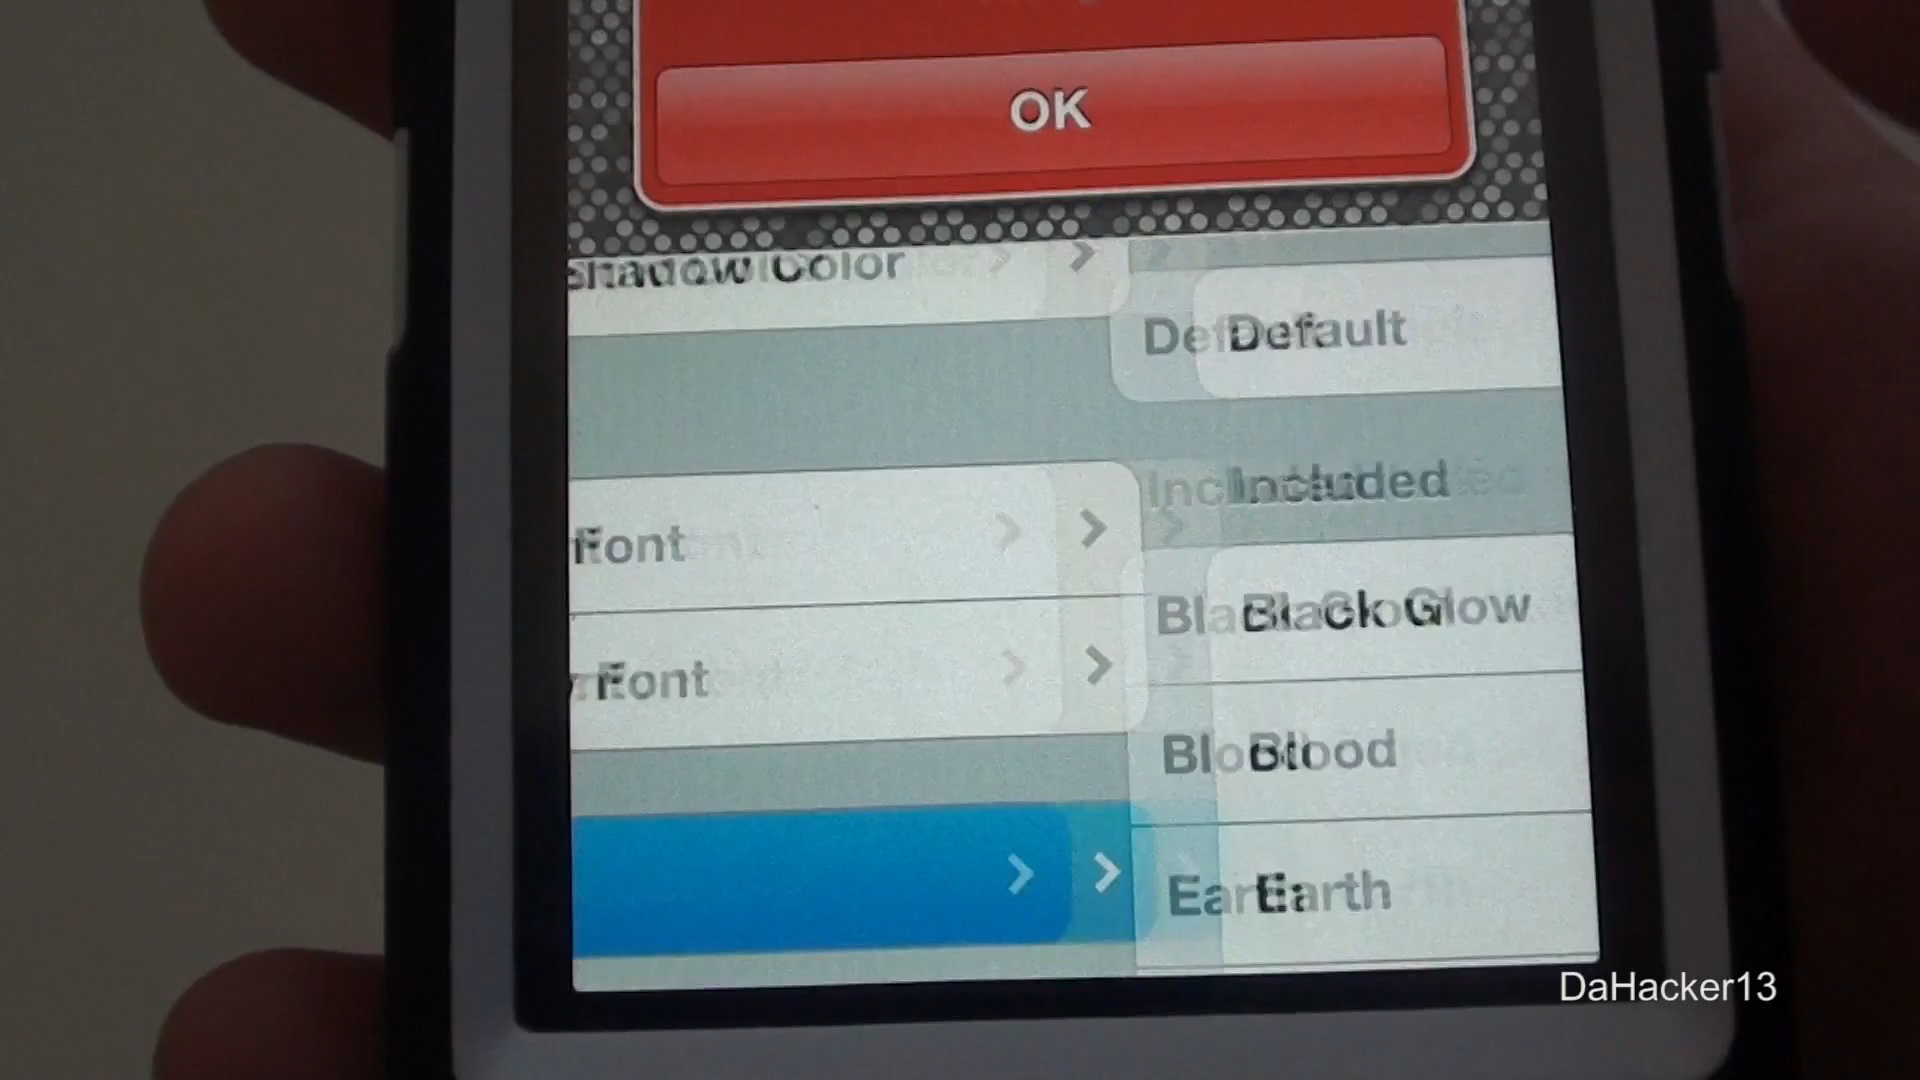 OK
Shadow Color
Default
Included
Font
Black Glow
Font
Blood
Earth
DaHacker13